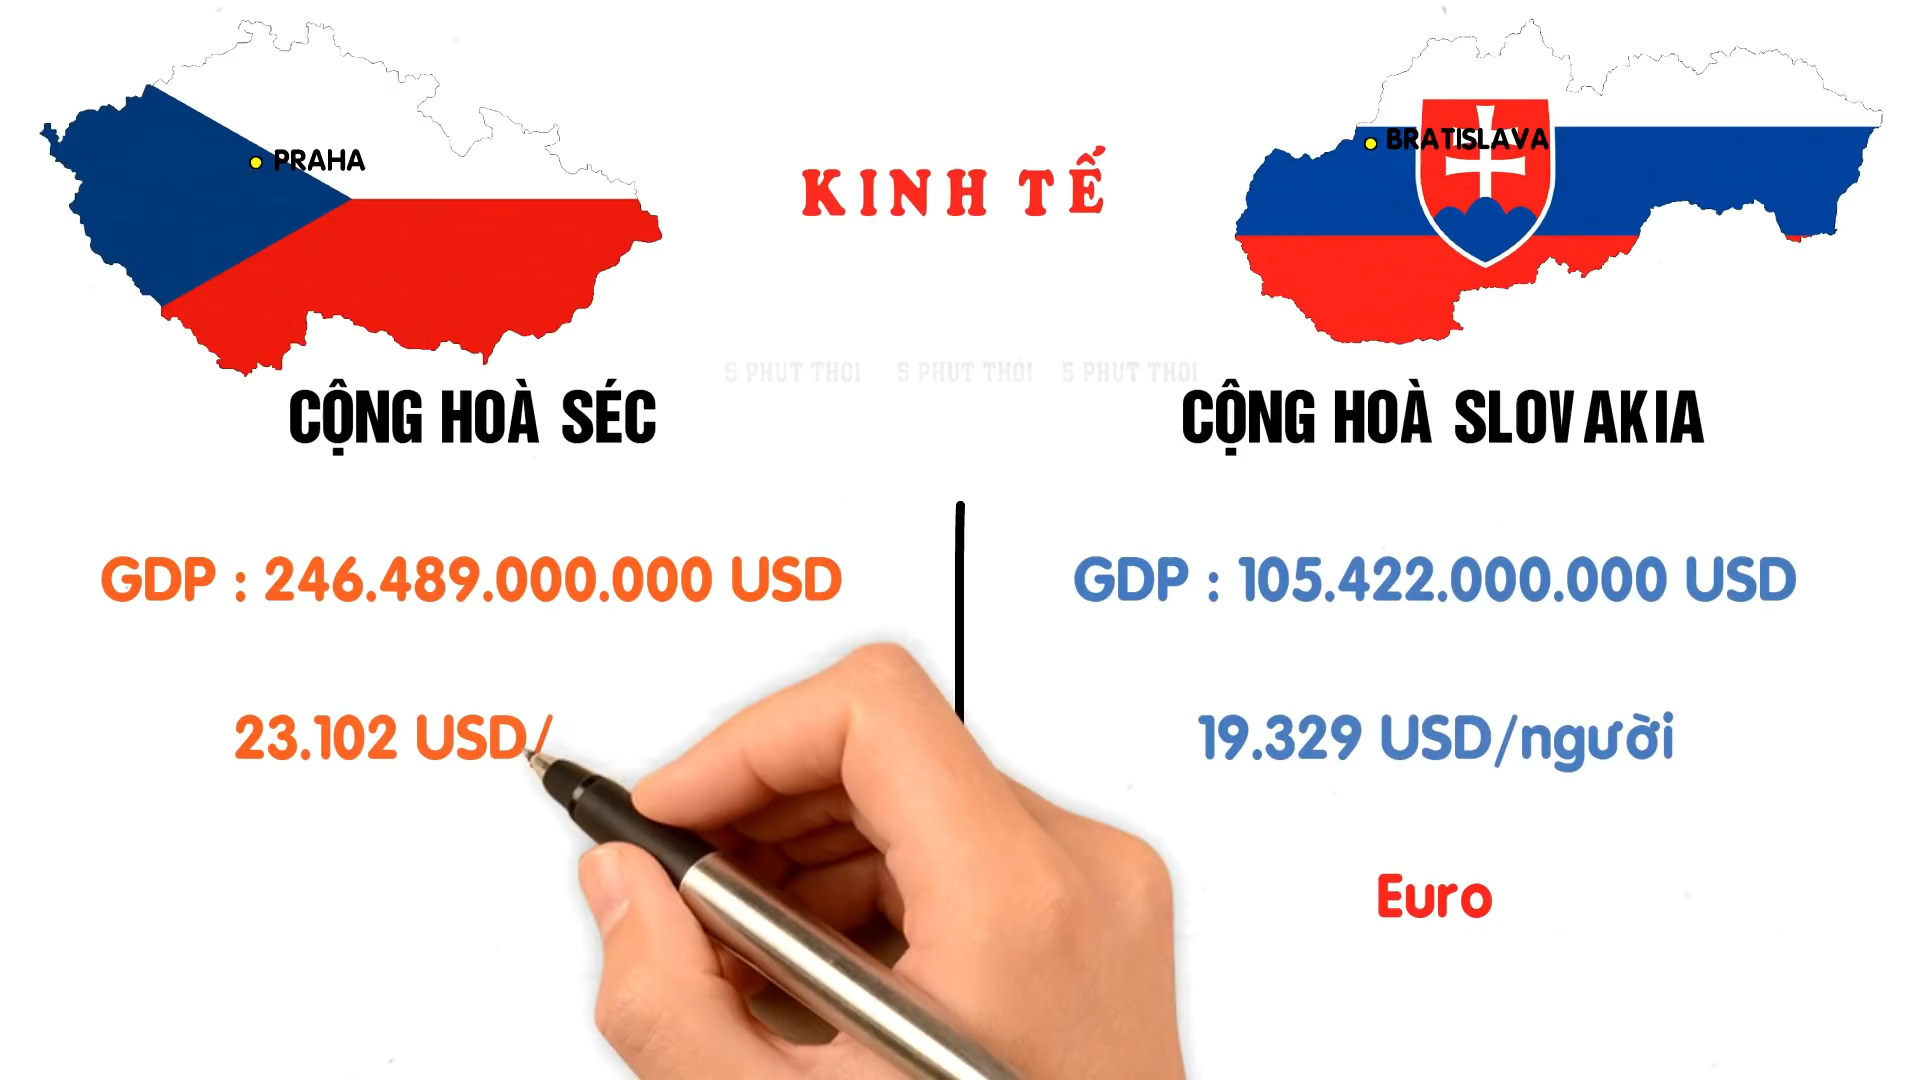 PRAHA
BRATISLAVA
KINH TẾ
5 PHUT THOI 5 PHUT THOI 5 PHUT THOI
CỘNG HOÀ SÉC
CỘNG HOÀ SLOVAKIA
GDP : 246.489.000.000 USD
GDP : 105.422.000.000 USD
23.102 USD/
19.329 USD/người
Euro